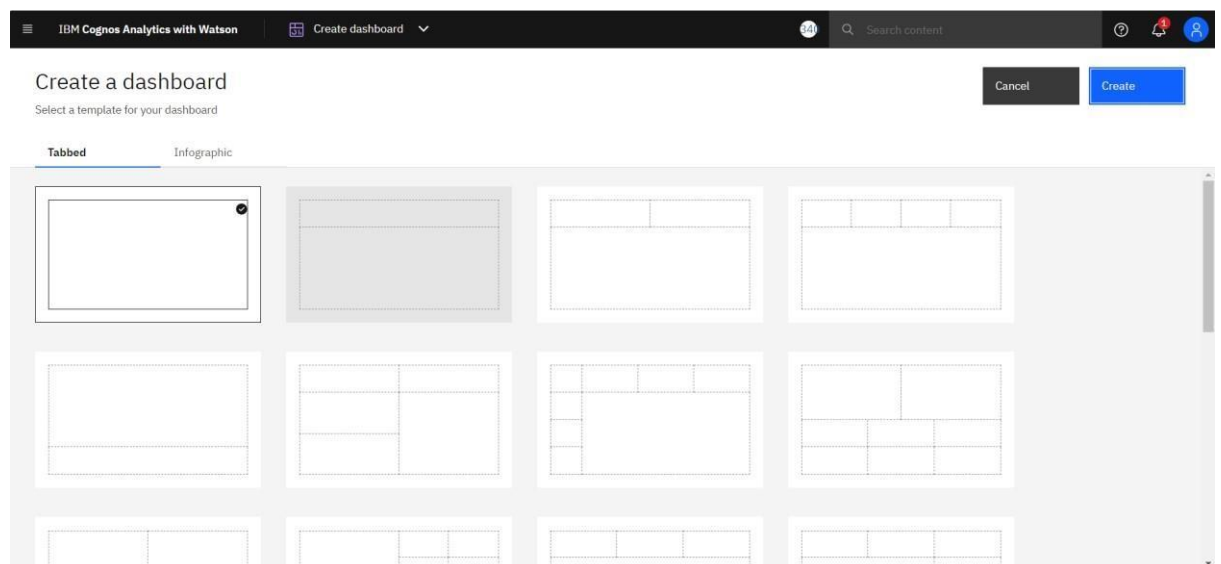 IBM Cognos Analytics with Watson
Create dashboard
Search content
1
Create a dashboard
Cancel
Create
Select a template for your dashboard
Tabbed
Infographic